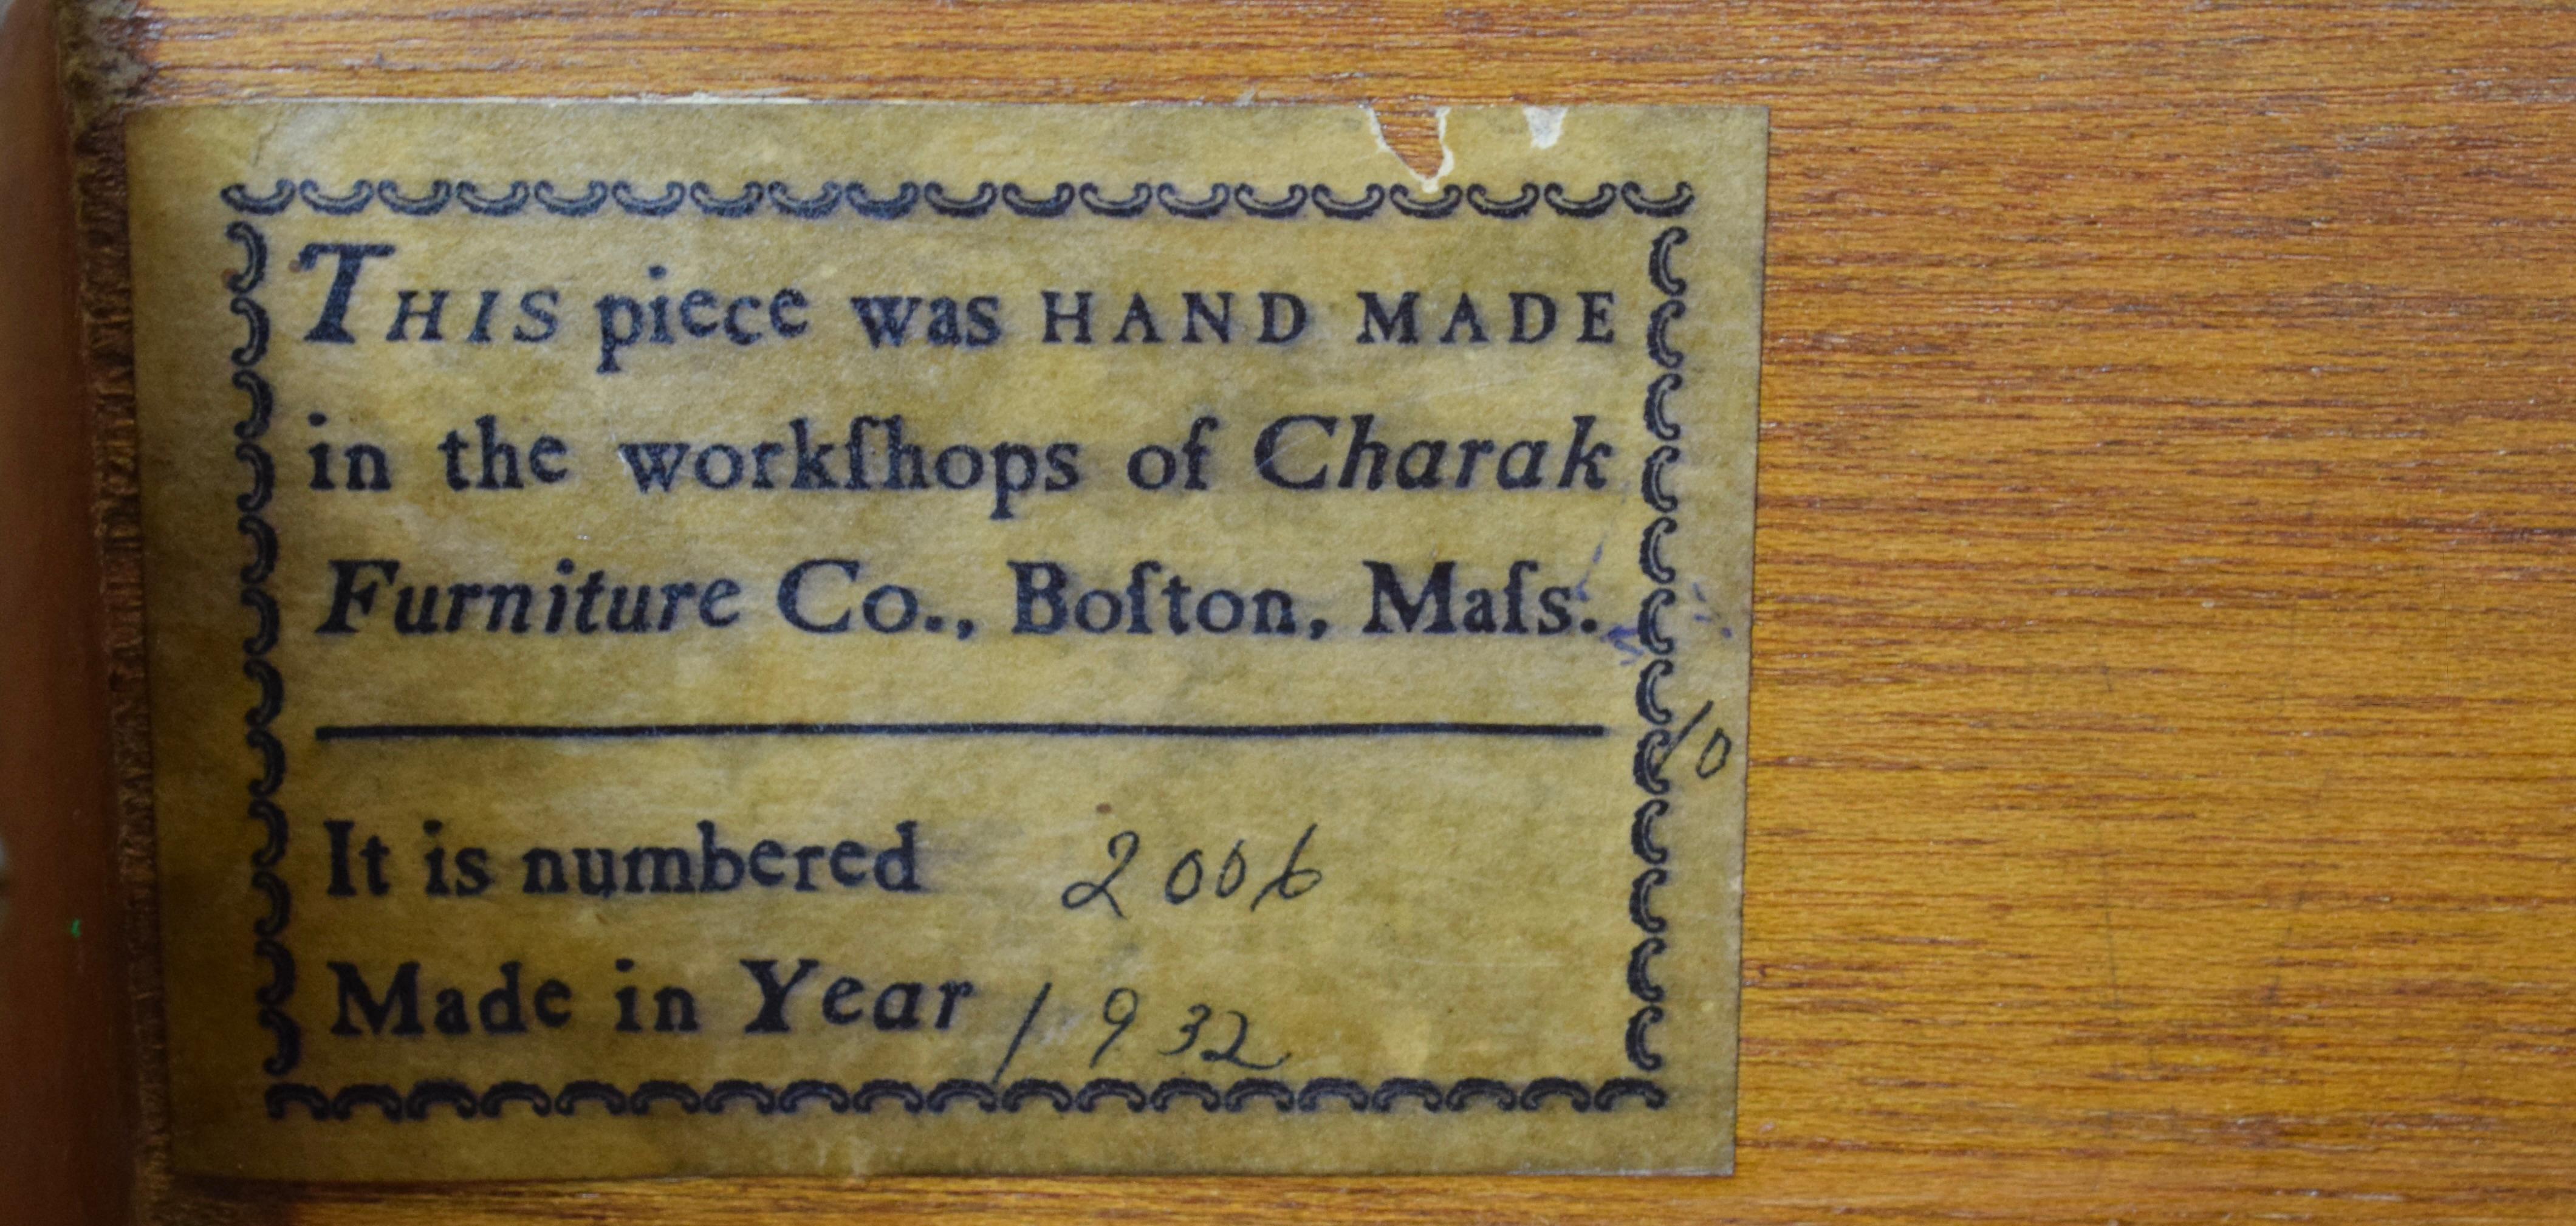 THIS piece was HAND MADE
in the workſhops of Charak
Furniture Co., Boſton, Maſs.
10
It is numbered 2006
Made in Year 1932